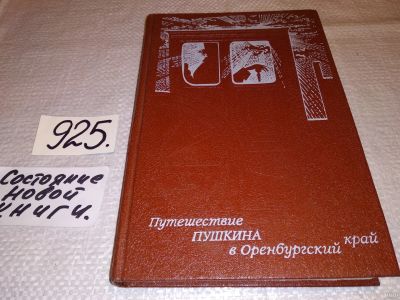 925.
Состояние
новой
книги.
Путешествие
ПУШКИНА
в Оренбургский край